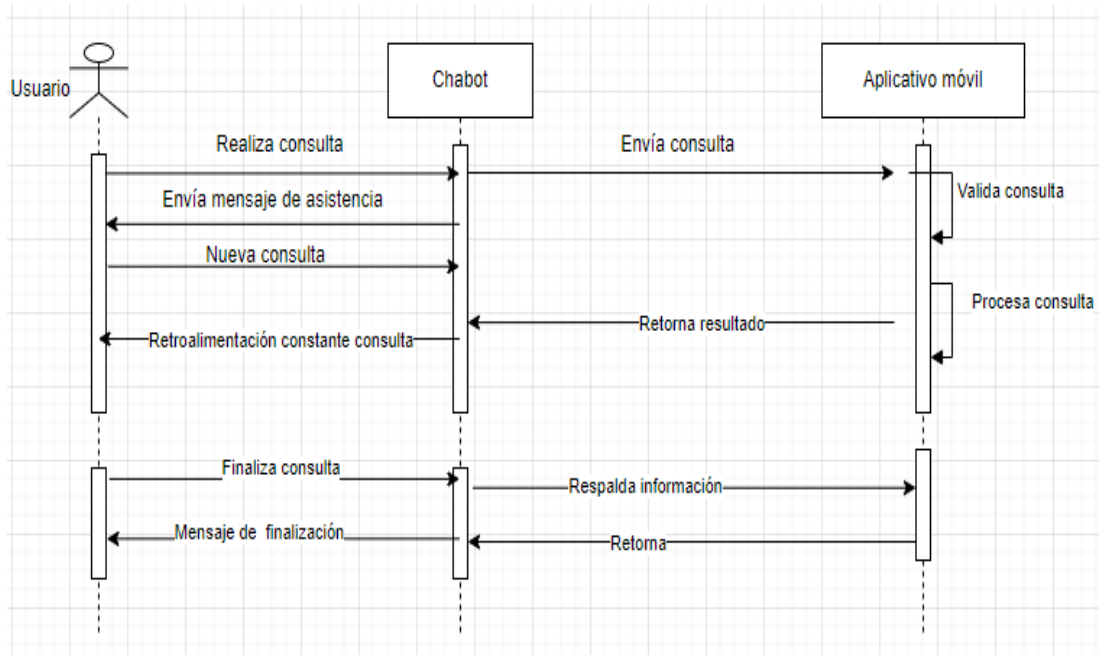 Usuario
Chabot
Aplicativo móvil
Realiza consulta
Envía consulta
Valida consulta
Envía mensaje de asistencia
Nueva consulta
Procesa consulta
Retorna resultado
Retroalimentación constante consulta
Finaliza consulta
Respalda información
Mensaje de finalización
Retorna